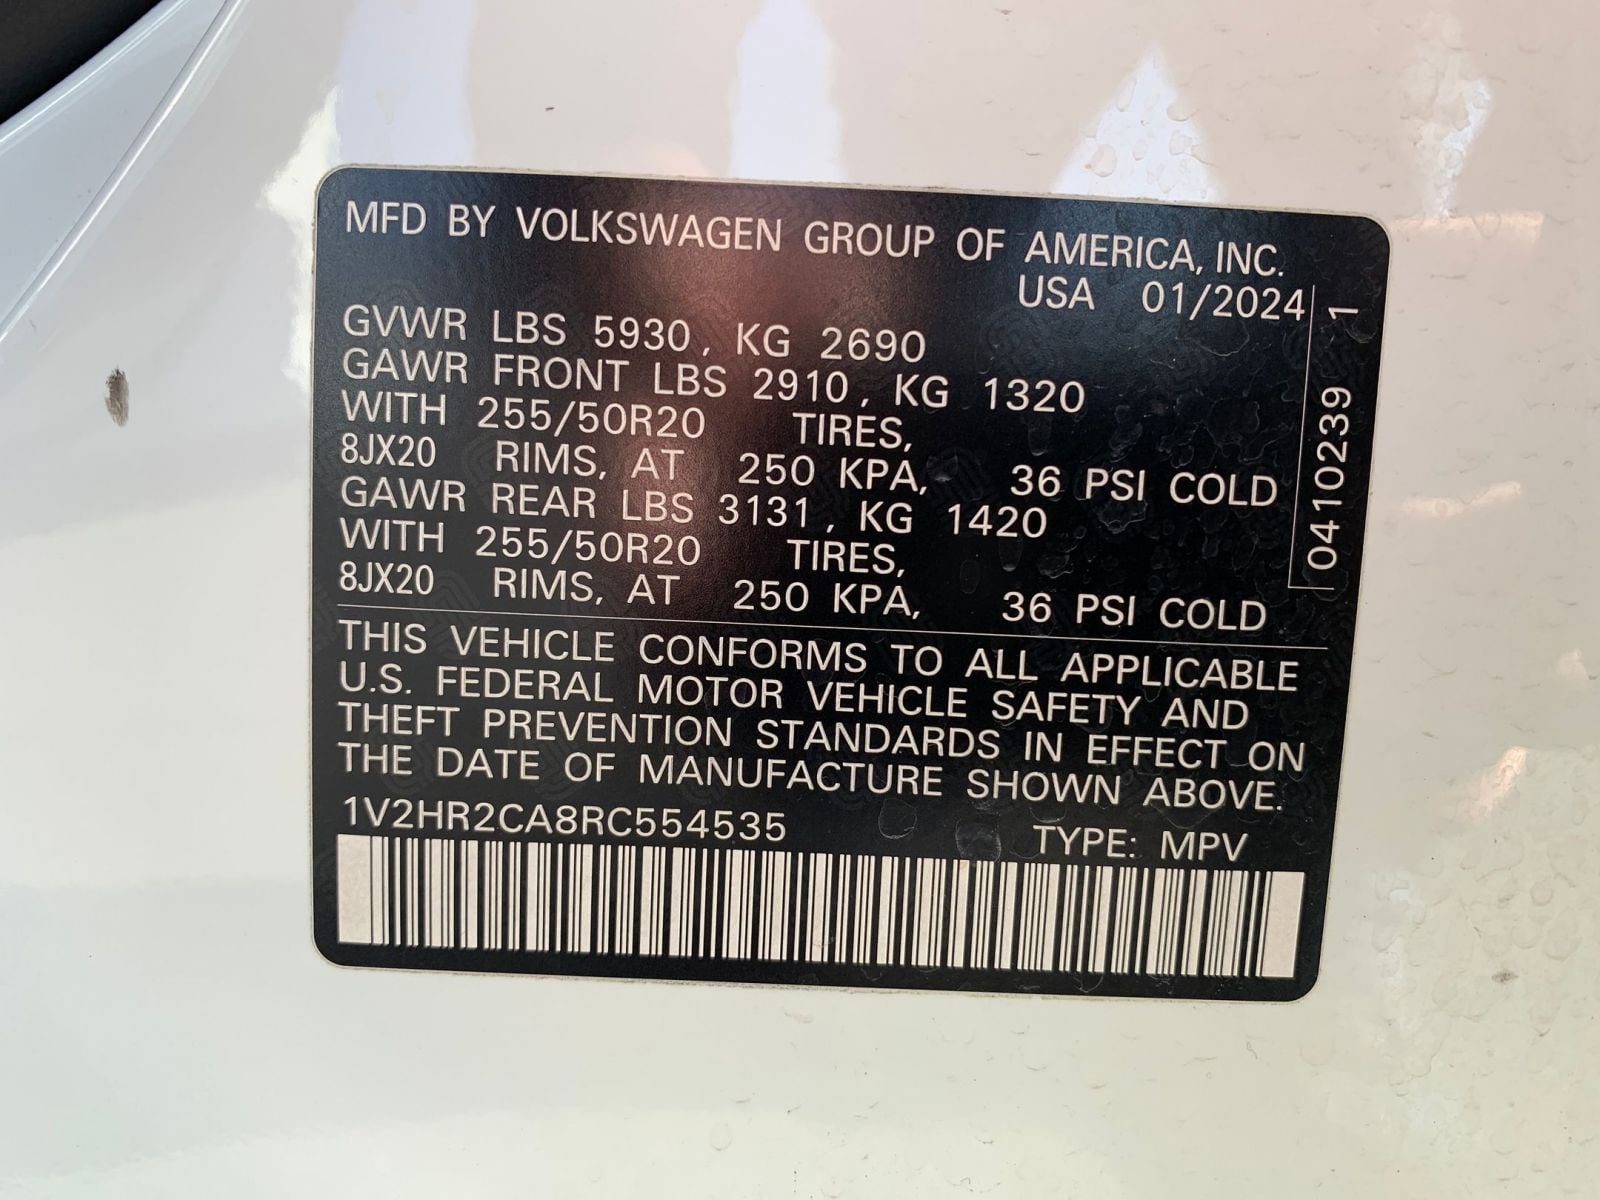 MFD BY VOLKSWAGEN GROUP OF AMERICA, INC.
USA 01/2024
GVWR LBS 5930, KG 2690
GAWR FRONT LBS 2910, KG 1320
WITH 255/50R20 TIRES,
8JX20 RIMS, AT 250 KPA, 36 PSI COLD
GAWR REAR LBS 3131, KG 1420
WITH 255/50R20 TIRES,
8JX20 RIMS, AT 250 KPA, 36 PSI COLD
0410239 1
THIS VEHICLE CONFORMS TO ALL APPLICABLE
U.S. FEDERAL MOTOR VEHICLE SAFETY AND
THEFT PREVENTION STANDARDS IN EFFECT ON
THE DATE OF MANUFACTURE SHOWN ABOVE.
1V2HR2CA8RC554535 TYPE: MPV